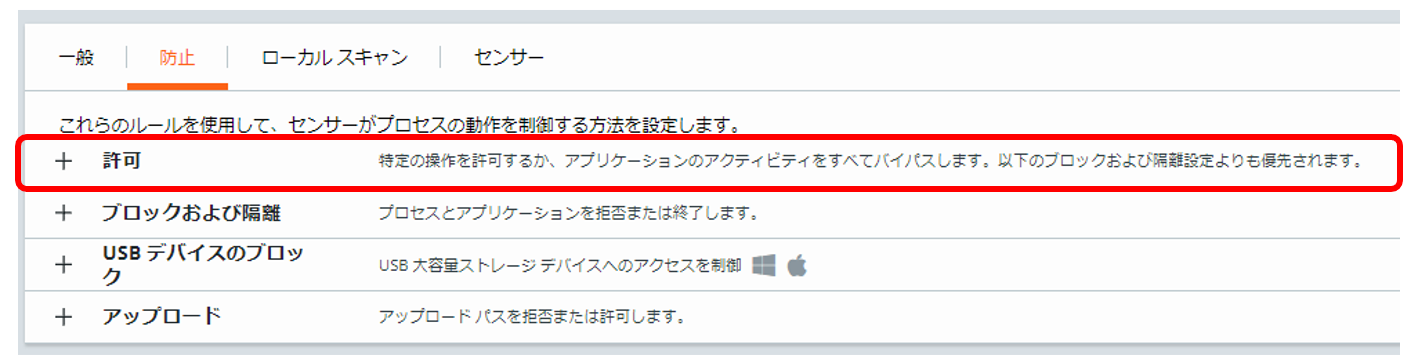 一般 防止 ローカル スキャン センサー
これらのルールを使用して、センサーがプロセスの動作を制御する方法を設定します。
+ 許可 特定の操作を許可するか、アプリケーションのアクティビティをすべてバイパスします。以下のブロックおよび隔離設定よりも優先されます。
+ ブロックおよび隔離 プロセスとアプリケーションを拒否または終了します。
+ USB デバイスのブロッ
ク USB 大容量ストレージ デバイスへのアクセスを制御
+ アップロード アップロード パスを拒否または許可します。